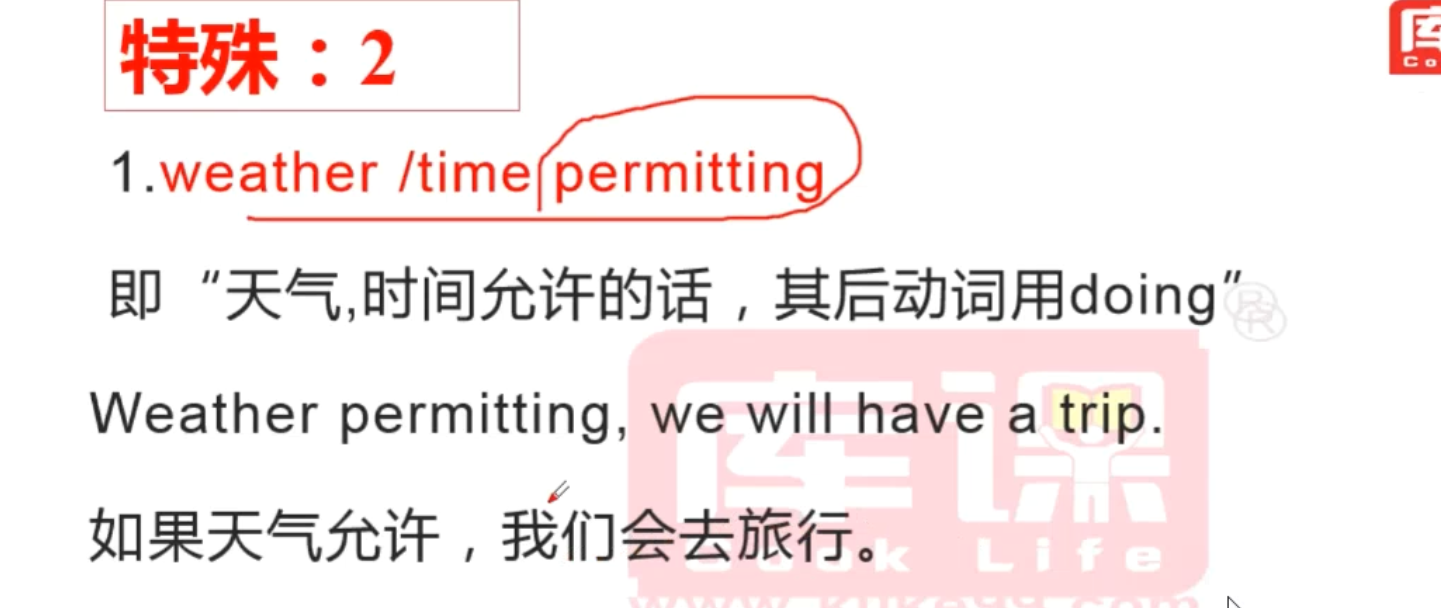 特殊：2
库
Co
1.weather /time permitting
即“天气,时间允许的话，其后动词用doing”
Weather permitting, we will have a trip.
如果天气允许，我们会去旅行。
库课
Cook Life